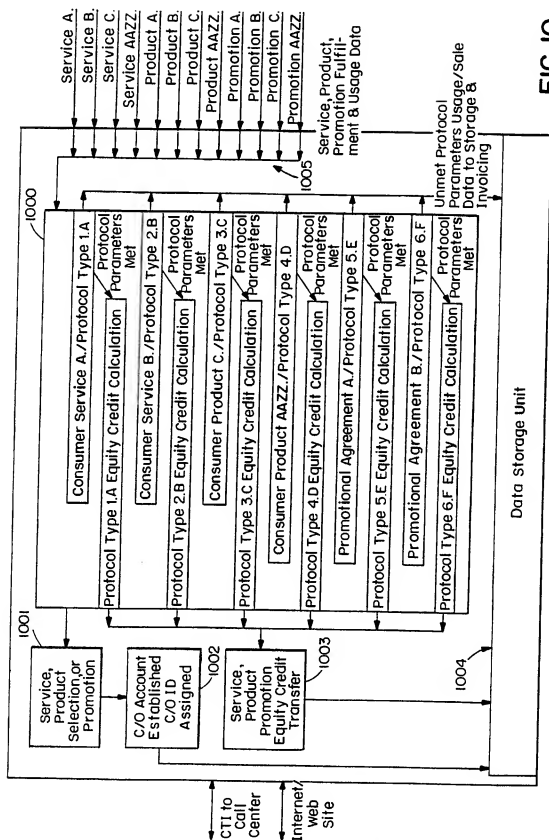 Service A.
Service B.
Service C.
Service AAZZ
Product A.
Product B.
Product C.
Product AAZZ.
Promotion A.
Promotion B.
Promotion C.
Promotion AAZZ.
Service, Product,
Promotion Fulfil-
ment & Usage Data
1005
Unmet Protocol
Parameters Usage/Sale
Data to Storage &
Invoicing
1000
Consumer Service A./Protocol Type 1.A
Protocol
Parameters
Met
Protocol Type 1.A Equity Credit Calculation
Consumer Service B./Protocol Type 2.B
Protocol
Parameters
Met
Protocol Type 2.B Equity Credit Calculation
Consumer Product C./Protocol Type 3.C
Protocol
Parameters
Met
Protocol Type 3.C Equity Credit Calculation
Consumer Product AAZZ./Protocol Type 4.D
Protocol
Parameters
Met
Protocol Type 4.D Equity Credit Calculation
Promotional Agreement A./Protocol Type 5.E
Protocol
Parameters
Met
Protocol Type 5.E Equity Credit Calculation
Promotional Agreement B./Protocol Type 6.F
Protocol
Parameters
Met
Protocol Type 6.F Equity Credit Calculation
1001
Service,
Product
Selection, or
Promotion
1002
C/O Account
Established
C/O ID
Assigned
1003
Service,
Product
Promotion
Equity Credit
Transfer
1004
Data Storage Unit
CTI to
Call
Center
Internet/
Web
Site